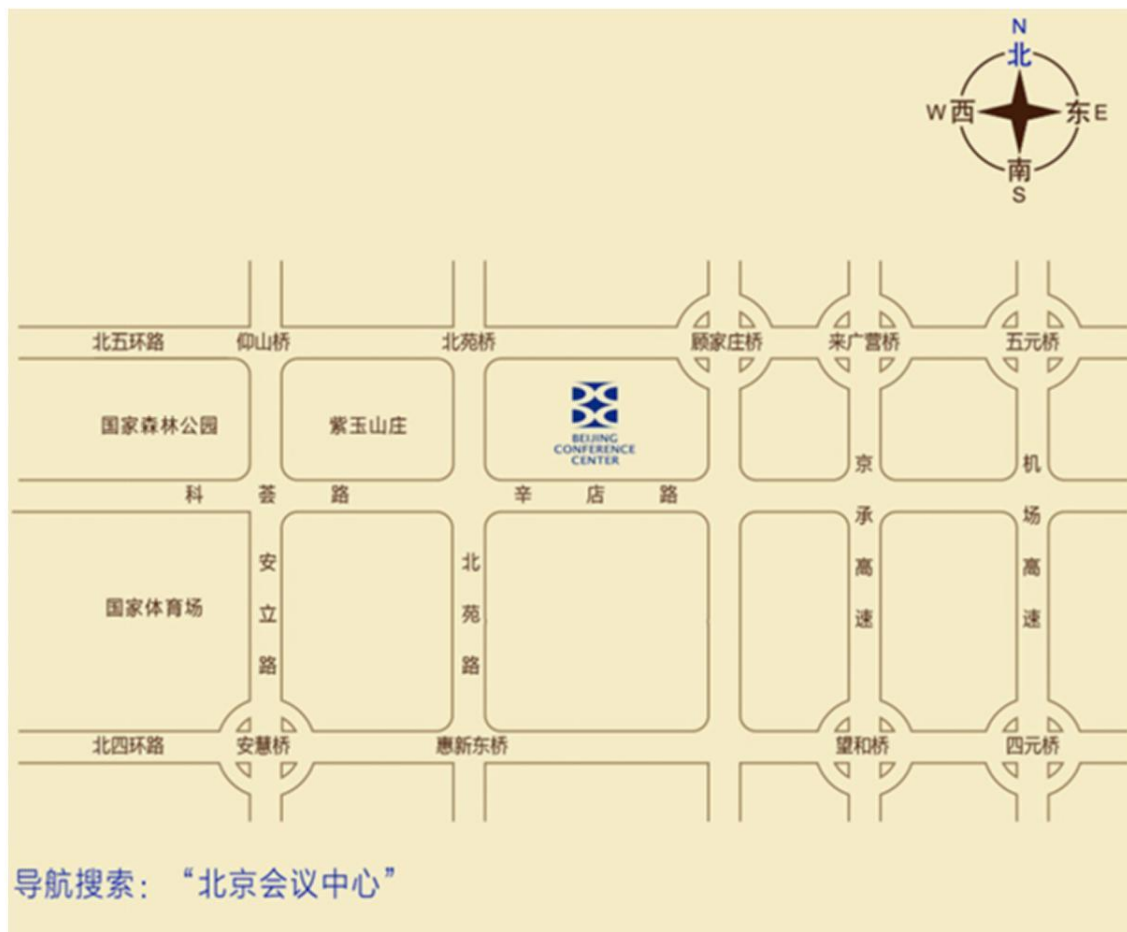 N
北
W 西 东 E
南
S
北五环路 仰山桥 北苑桥 顾家庄桥 来广营桥 五元桥
国家森林公园 紫玉山庄
BEIJING
CONFERENCE
CENTER
科荟路 辛店路
京承高速
机场高速
安立路
北苑路
国家体育场
北四环路 安慧桥 惠新东桥 望和桥 四元桥
导航搜索：“北京会议中心”